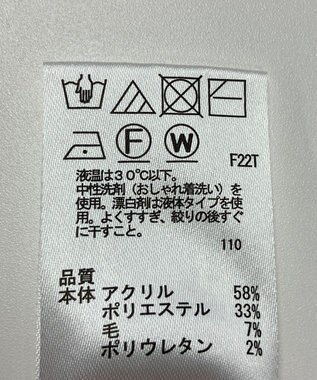 F W
F22T
液温は30℃以下。
中性洗剤(おしゃれ着洗い)を
使用。漂白剤は液体タイプを使
用。よくすすぎ、絞りの後すぐ
に干すこと。
110
品質
本体 アクリル 58%
ポリエステル 33%
毛 7%
ポリウレタン 2%